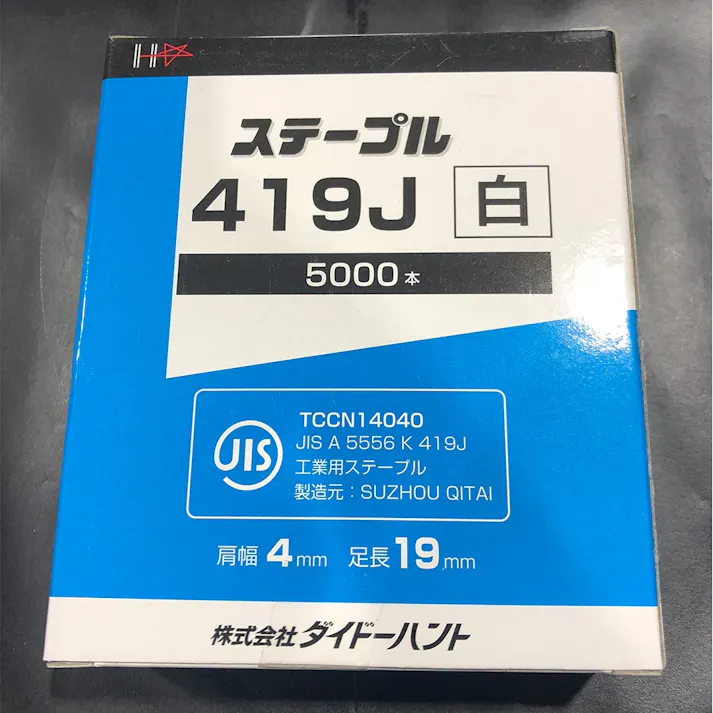 ステープル
419J 白
5000本
JIS
TCCN14040
JIS A 5556 K 419J
工業用ステープル
製造元：SUZHOU QITAI
肩幅 4mm 足長 19mm
株式会社 ダイドーハント